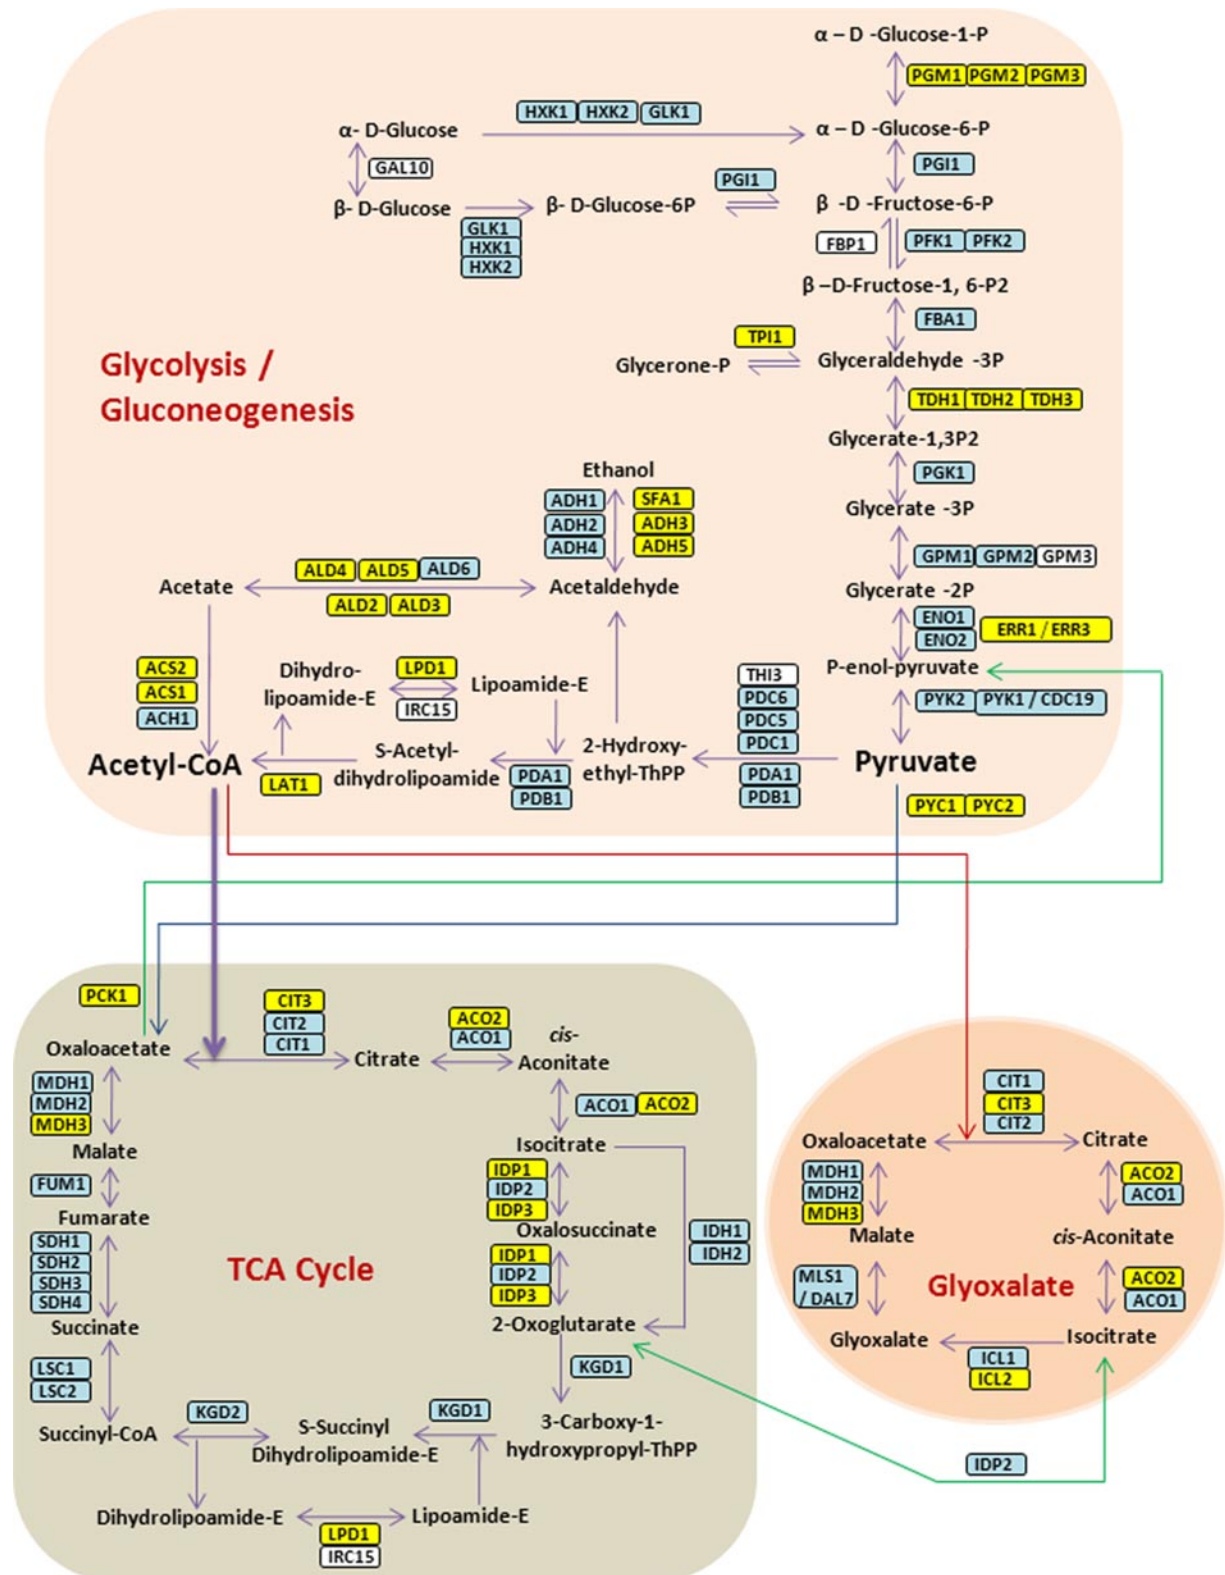 α – D -Glucose-1-P
PGM1 PGM2 PGM3
HXK1 HXK2 GLK1
α- D-Glucose
α – D -Glucose-6-P
GAL10
PGI1
PGI1
β- D-Glucose
β- D-Glucose-6P
β -D -Fructose-6-P
GLK1
HXK1
HXK2
FBP1
PFK1 PFK2
β –D-Fructose-1, 6-P2
FBA1
TPI1
Glycerone-P
Glyceraldehyde -3P
Glycolysis /
Gluconeogenesis
TDH1 TDH2 TDH3
Glycerate-1,3P2
PGK1
Ethanol
ADH1
ADH2
ADH4
SFA1
ADH3
ADH5
Glycerate -3P
GPM1 GPM2 GPM3
ALD4 ALD5 ALD6
Acetate
Acetaldehyde
ALD2 ALD3
Glycerate -2P
ENO1
ENO2
ERR1 / ERR3
P-enol-pyruvate
ACS2
ACS1
ACH1
Dihydro-
lipoamide-E
LPD1
IRC15
Lipoamide-E
THI3
PDC6
PDC5
PDC1
PYK2 PYK1 / CDC19
Acetyl-CoA
LAT1
S-Acetyl-
dihydrolipoamide
PDA1
PDB1
2-Hydroxy-
ethyl-ThPP
PDA1
PDB1
Pyruvate
PYC1 PYC2
PCK1
CIT3
CIT2
CIT1
ACO2
ACO1
Oxaloacetate
Citrate
cis-
Aconitate
MDH1
MDH2
MDH3
ACO1 ACO2
Malate
Isocitrate
FUM1
IDP1
IDP2
IDP3
Fumarate
Oxalosuccinate
IDH1
IDH2
SDH1
SDH2
SDH3
SDH4
TCA Cycle
IDP1
IDP2
IDP3
Succinate
2-Oxoglutarate
LSC1
LSC2
KGD1
Succinyl-CoA
KGD2
S-Succinyl
Dihydrolipoamide-E
KGD1
3-Carboxy-1-
hydroxypropyl-ThPP
Dihydrolipoamide-E
Lipoamide-E
LPD1
IRC15
CIT1
CIT3
CIT2
Oxaloacetate
Citrate
MDH1
MDH2
MDH3
ACO2
ACO1
Malate
cis-Aconitate
MLS1
/ DAL7
Glyoxalate
ACO2
ACO1
Glyoxalate
Isocitrate
ICL1
ICL2
IDP2